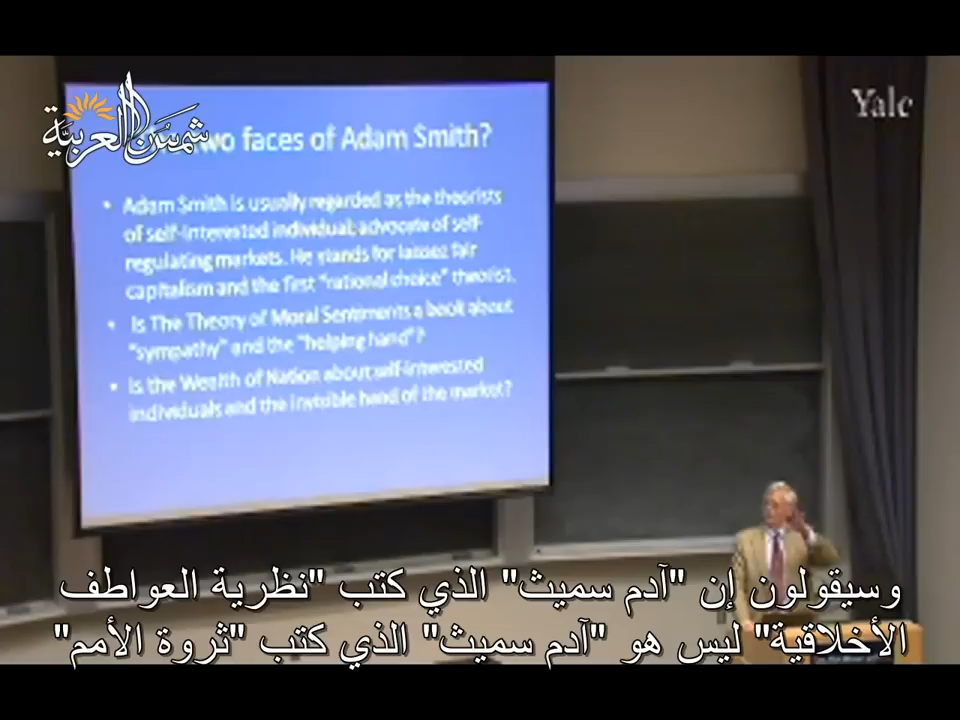 Yale
شمس العربية
two faces of Adam Smith?
• Adam Smith is usually regarded as the theorists
of self-interested individual; advocate of self-
regulating markets. He stands for laissez fair
capitalism and the first "rational choice" theorist.
• Is The Theory of Moral Sentiments a book about
"sympathy" and the "helping hand"?
• Is the Wealth of Nation about self-interested
individuals and the invisible hand of the market?
وسيقولون إن "آدم سميث" الذي كتب "نظرية العواطف
الأخلاقية" ليس هو "آدم سميث" الذي كتب "ثروة الأمم"